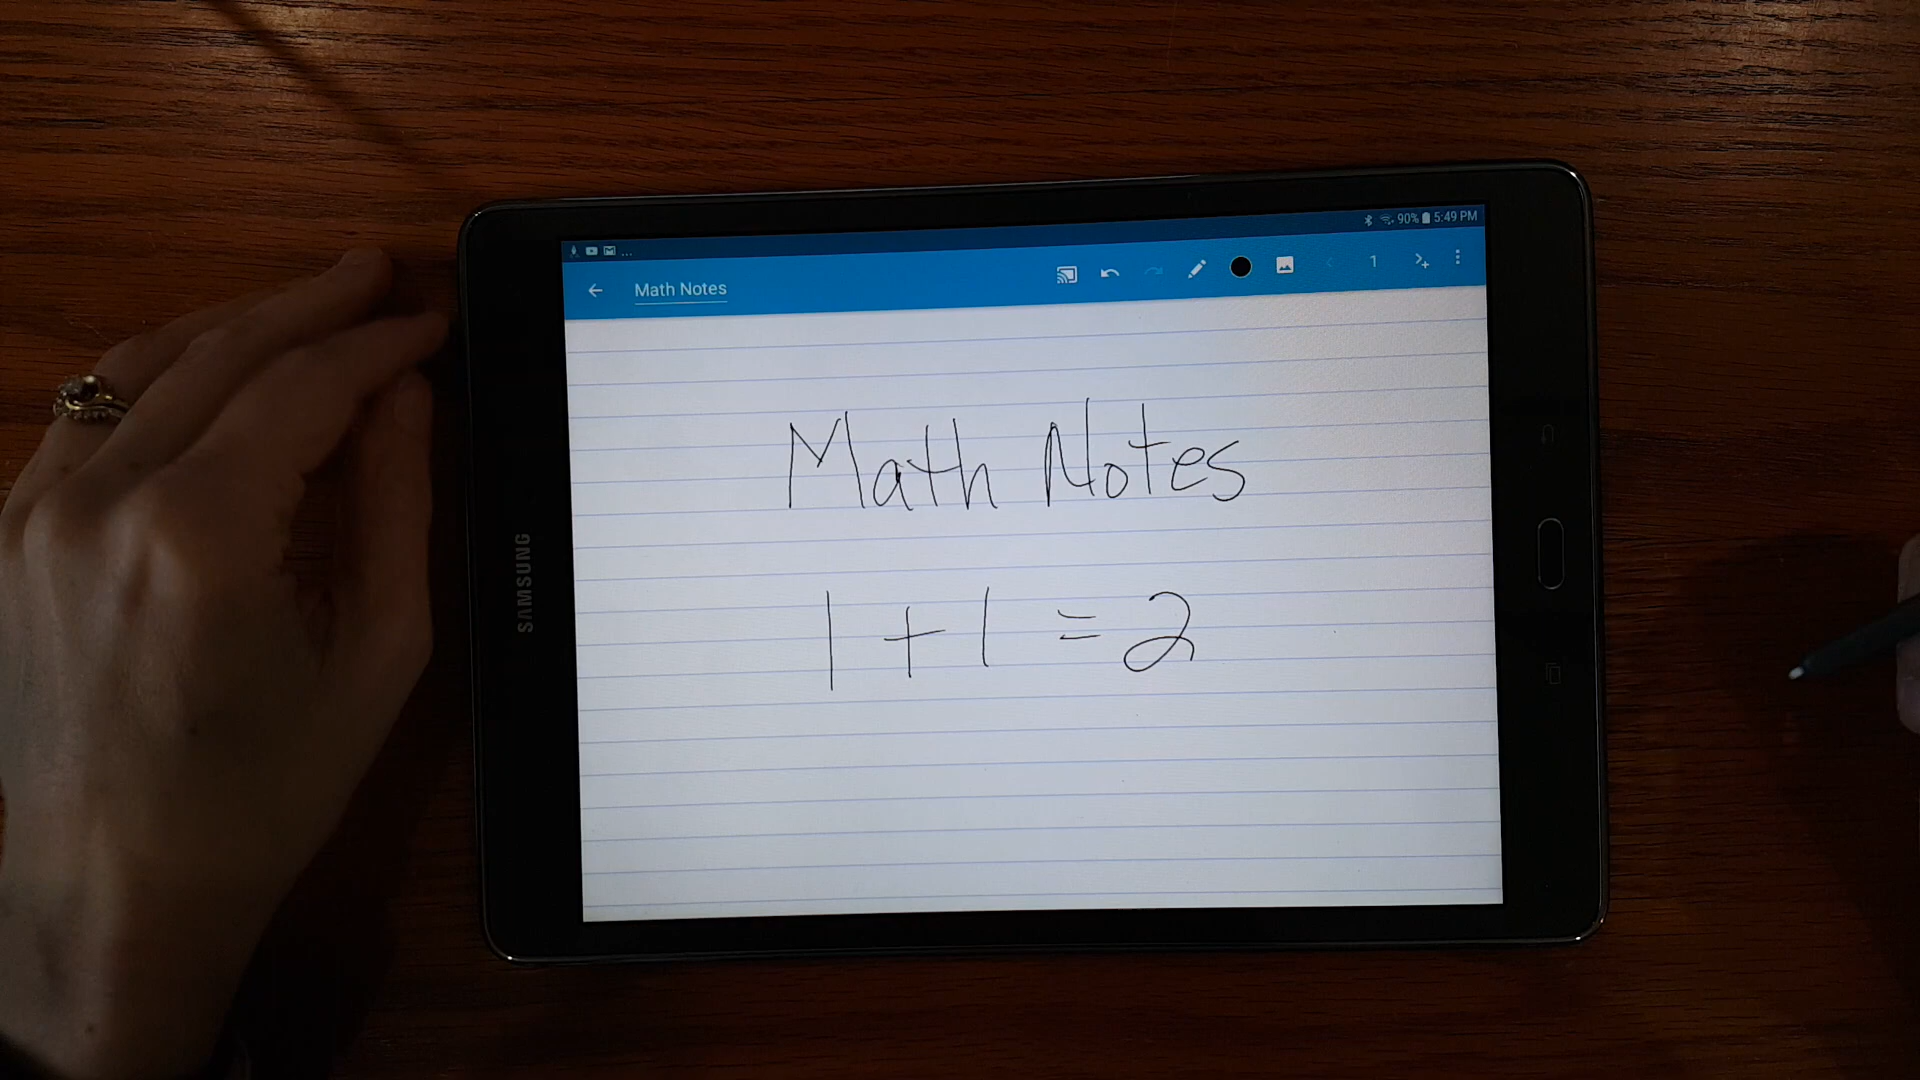 90% 5:49 PM
Math Notes
1
Math Notes
1 + 1 = 2
SAMSUNG